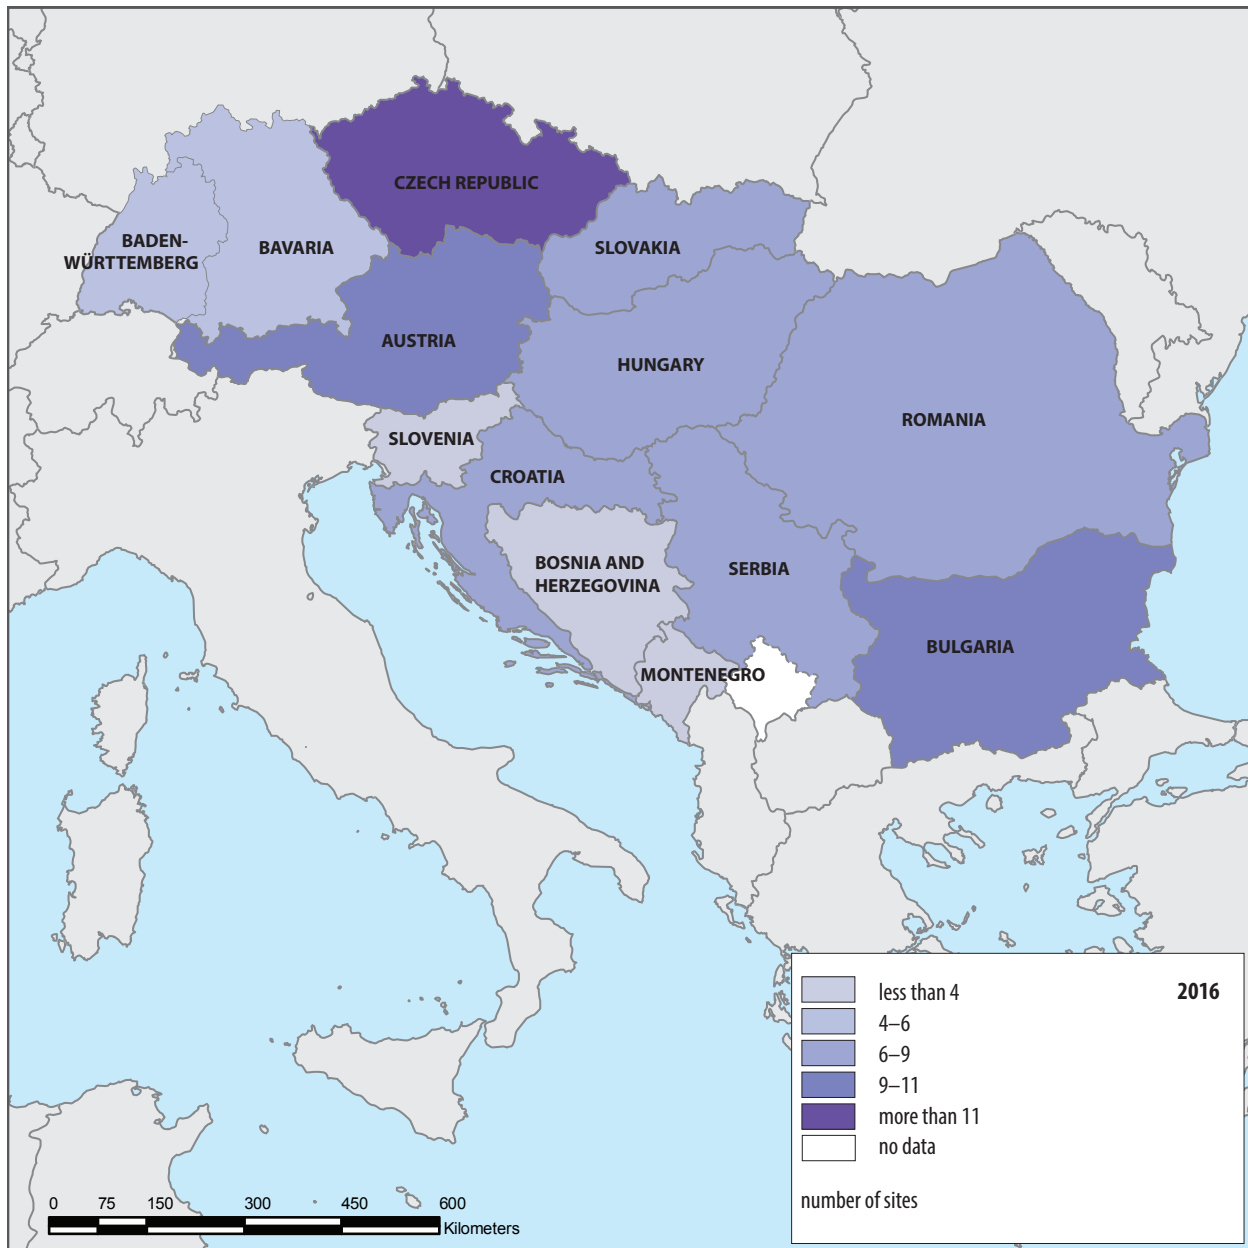 CZECH REPUBLIC
BADEN-
WÜRTTEMBERG
BAVARIA
SLOVAKIA
AUSTRIA
HUNGARY
ROMANIA
SLOVENIA
CROATIA
BOSNIA AND
HERZEGOVINA
SERBIA
BULGARIA
MONTENEGRO
less than 4
2016
4–6
6–9
9–11
more than 11
no data
number of sites
0 75 150 300 450 600
Kilometers